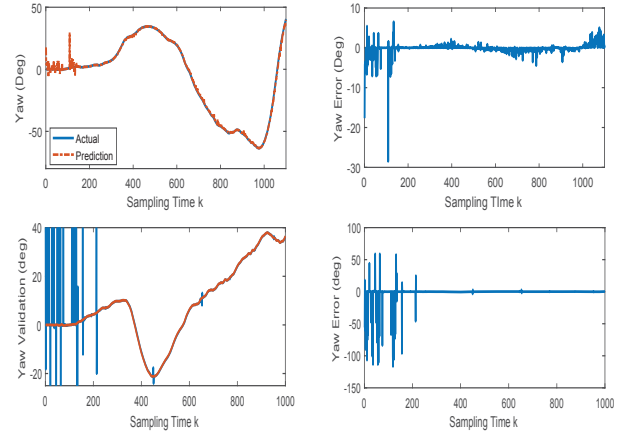 50
0
-50
Yaw (Deg)
Actual
Prediction
0 200 400 600 800 1000
Sampling Time k
10
0
-10
-20
-30
Yaw Error (Deg)
0 200 400 600 800 1000
Sampling TIme k
40
20
0
-20
Yaw Validation (deg)
0 200 400 600 800 1000
Sampling Time k
100
50
0
-50
-100
-150
Yaw Error (deg)
0 200 400 600 800 1000
Sampling Time k